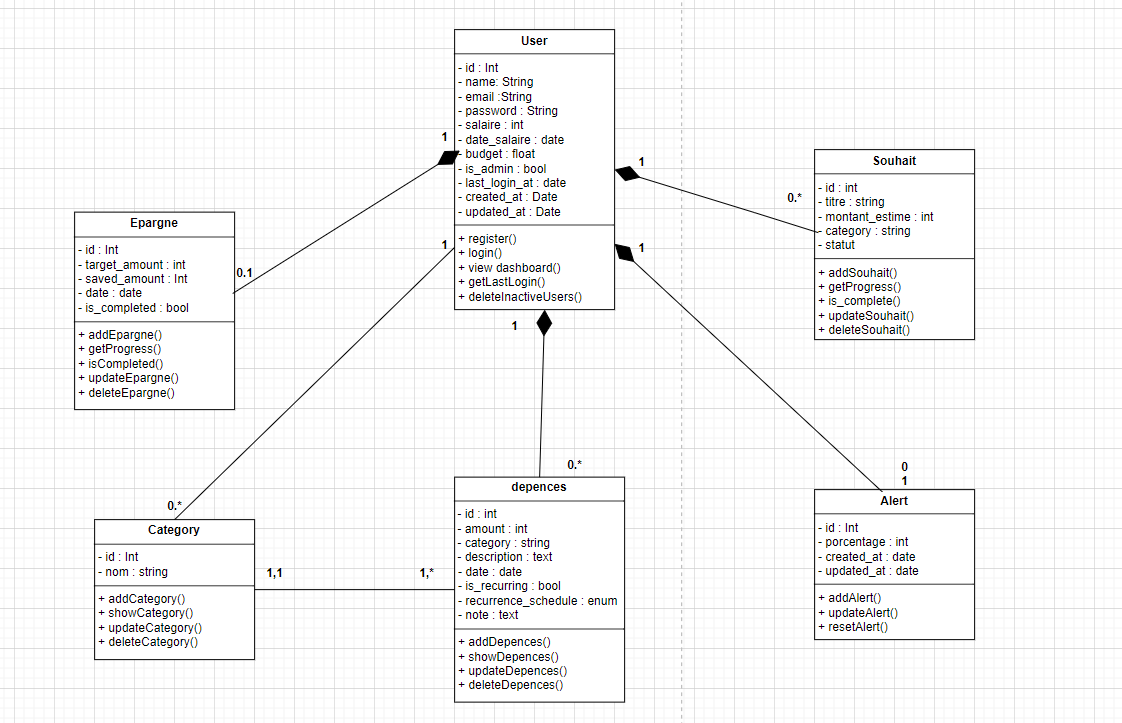 User
- id : Int
- name: String
- email :String
- password : String
- salaire : int
- date_salaire : date
- budget : float
- is_admin : bool
- last_login_at : date
- created_at : Date
- updated_at : Date
+ register()
+ login()
+ view dashboard()
+ getLastLogin()
+ deleteInactiveUsers()
1
1
1
1
1
Epargne
- id : Int
- target_amount : int
- saved_amount : Int
- date : date
- is_completed : bool
+ addEpargne()
+ getProgress()
+ isCompleted()
+ updateEpargne()
+ deleteEpargne()
0.1
Souhait
- id : int
- titre : string
- montant_estime : int
- category : string
- statut
+ addSouhait()
+ getProgress()
+ is_complete()
+ updateSouhait()
+ deleteSouhait()
0.*
0.*
Category
- id : Int
- nom : string
+ addCategory()
+ showCategory()
+ updateCategory()
+ deleteCategory()
1,1
1,*
0.*
depences
- id : int
- amount : int
- category : string
- description : text
- date : date
- is_recurring : bool
- recurrence_schedule : enum
- note : text
+ addDepences()
+ showDepences()
+ updateDepences()
+ deleteDepences()
0
1
Alert
- id : Int
- porcentage : int
- created_at : date
- updated_at : date
+ addAlert()
+ updateAlert()
+ resetAlert()